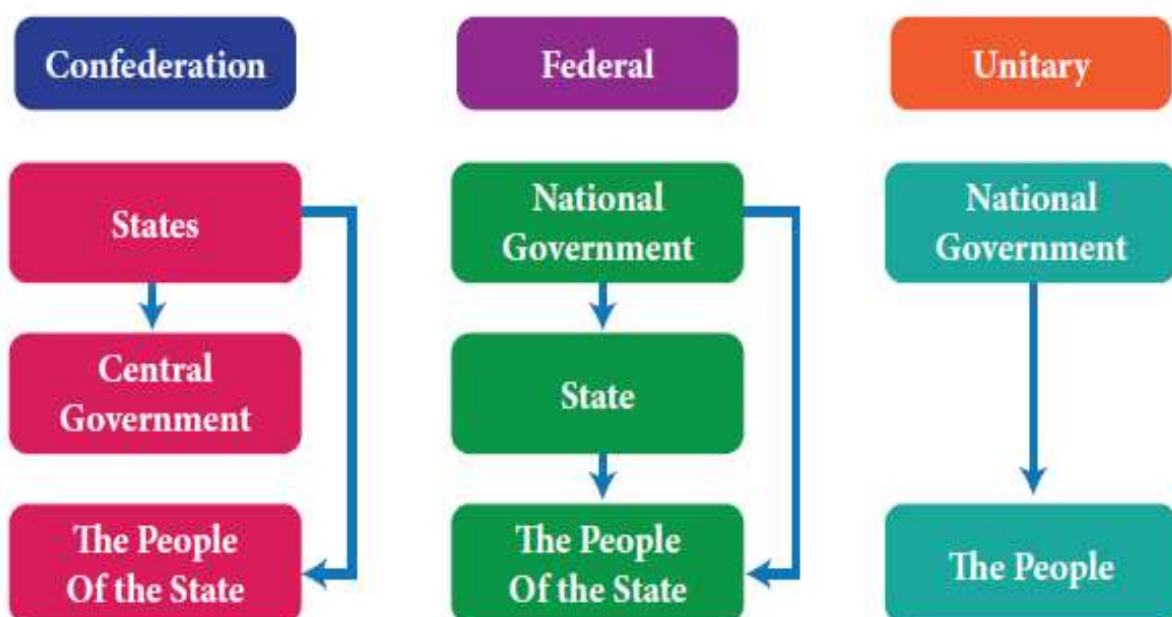 Confederation
Federal
Unitary
States
Central
Government
The People
Of the State
National
Government
State
The People
Of the State
National
Government
The People